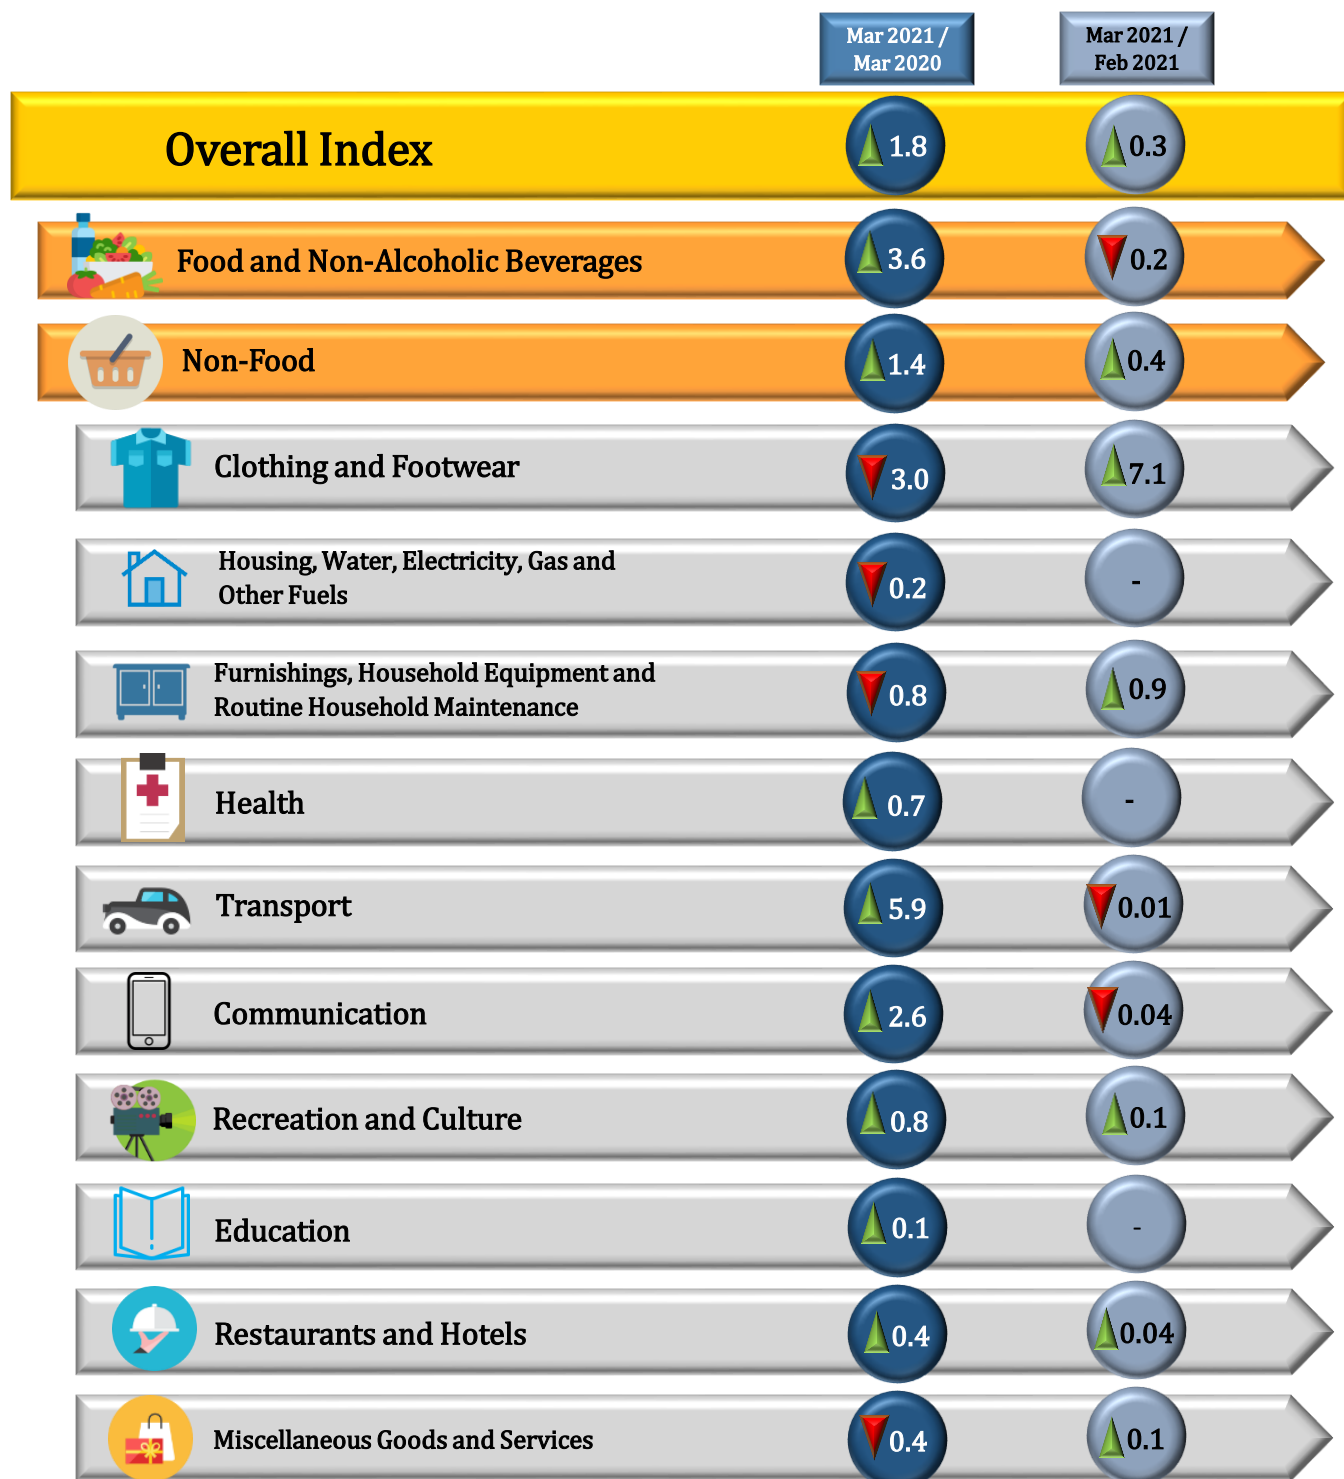 Mar 2021 /
Mar 2020
Mar 2021 /
Feb 2021
Overall Index 1.8 0.3
Food and Non-Alcoholic Beverages 3.6 0.2
Non-Food 1.4 0.4
Clothing and Footwear 3.0 7.1
Housing, Water, Electricity, Gas and
Other Fuels 0.2 -
Furnishings, Household Equipment and
Routine Household Maintenance 0.8 0.9
Health 0.7 -
Transport 5.9 0.01
Communication 2.6 0.04
Recreation and Culture 0.8 0.1
Education 0.1 -
Restaurants and Hotels 0.4 0.04
Miscellaneous Goods and Services 0.4 0.1